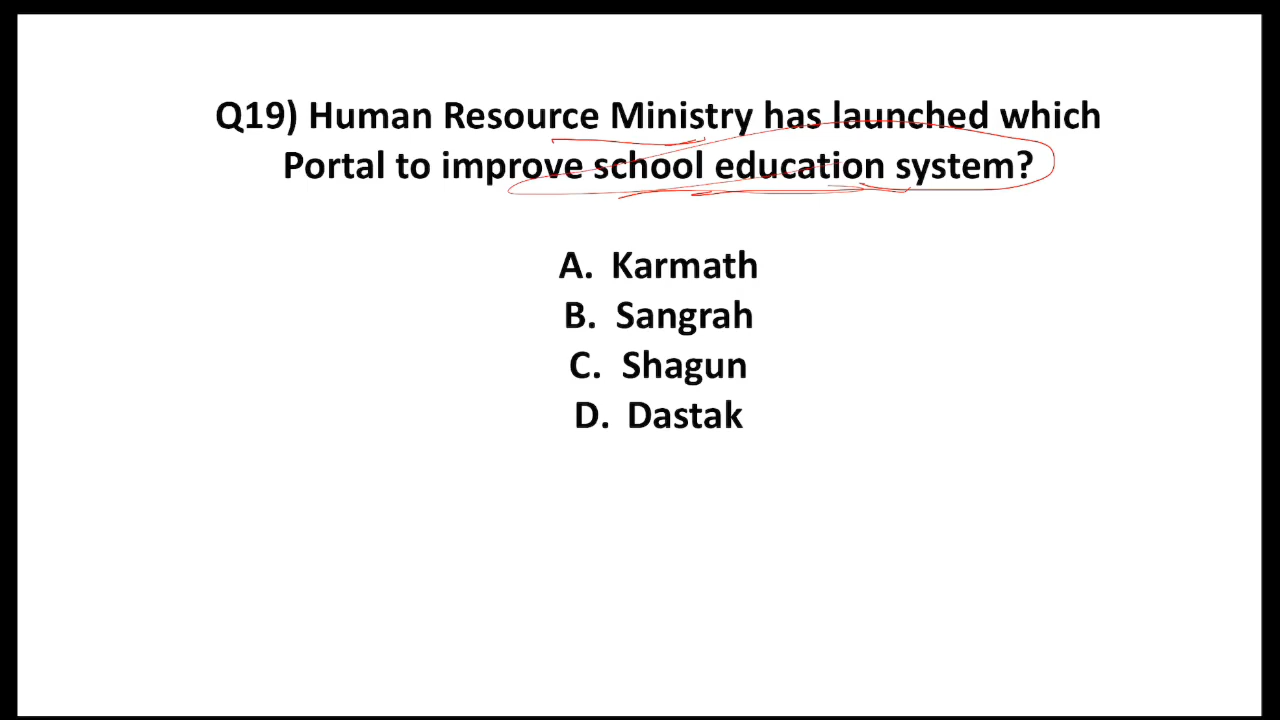 Q19) Human Resource Ministry has launched which
Portal to improve school education system?
A. Karmath
B. Sangrah
C. Shagun
D. Dastak